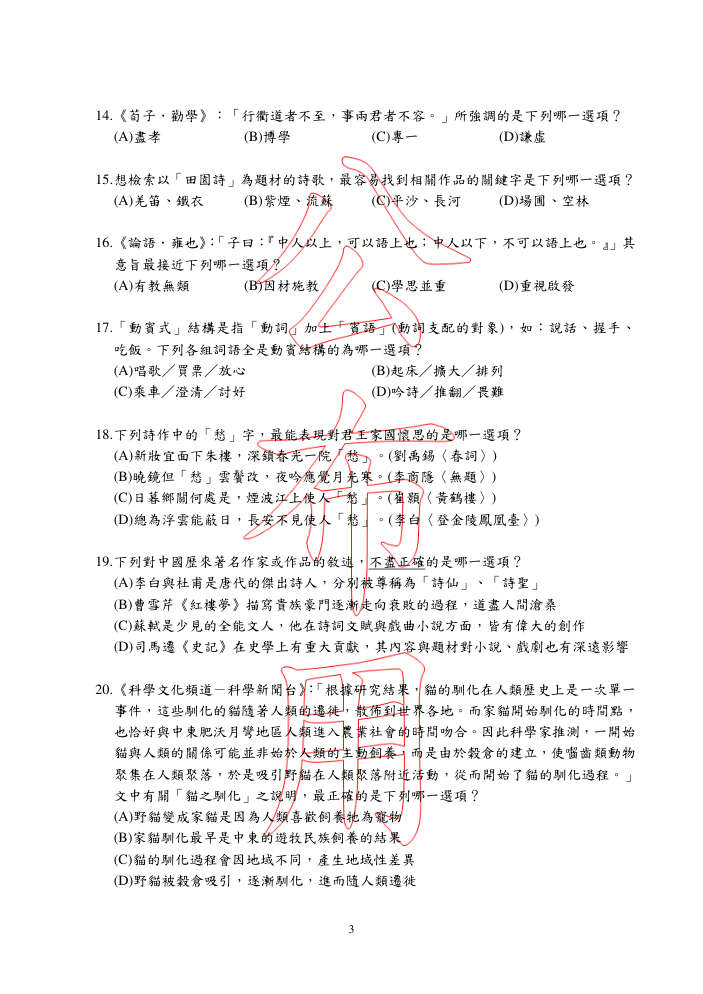 14.《荀子．勸學》：「行衢道者不至，事兩君者不容。」所強調的是下列哪一選項？
(A)盡孝 (B)博學 (C)專一 (D)謙虛
15.想檢索以「田園詩」為題材的詩歌，最容易找到相關作品的關鍵字是下列哪一選項？
(A)羌笛、鐵衣 (B)紫煙、流蘇 (C)平沙、長河 (D)場圃、空林
16.《論語．雍也》：「子曰：『中人以上，可以語上也；中人以下，不可以語上也。』」其
意旨最接近下列哪一選項？
(A)有教無類 (B)因材施教 (C)學思並重 (D)重視啟發
17.「動賓式」結構是指「動詞」加上「賓語」(動詞支配的對象)，如：說話、握手、
吃飯。下列各組詞語全是動賓結構的為哪一選項？
(A)唱歌／買票／放心 (B)起床／擴大／排列
(C)乘車／澄清／討好 (D)吟詩／推翻／畏難
18.下列詩作中的「愁」字，最能表現對君王家國懷思的是哪一選項？
(A)新妝宜面下朱樓，深鎖春光一院「愁」。(劉禹錫〈春詞〉)
(B)曉鏡但「愁」雲鬢改，夜吟應覺月光寒。(李商隱〈無題〉)
(C)日暮鄉關何處是，煙波江上使人「愁」。(崔顥〈黃鶴樓〉)
(D)總為浮雲能蔽日，長安不見使人「愁」。(李白〈登金陵鳳凰臺〉)
19.下列對中國歷來著名作家或作品的敘述，不盡正確的是哪一選項？
(A)李白與杜甫是唐代的傑出詩人，分別被尊稱為「詩仙」、「詩聖」
(B)曹雪芹《紅樓夢》描寫貴族豪門逐漸走向衰敗的過程，道盡人間滄桑
(C)蘇軾是少見的全能文人，他在詩詞文賦與戲曲小說方面，皆有偉大的創作
(D)司馬遷《史記》在史學上有重大貢獻，其內容與題材對小說、戲劇也有深遠影響
20.《科學文化頻道－科學新聞台》：「根據研究結果，貓的馴化在人類歷史上是一次單一
事件，這些馴化的貓隨著人類的遷徙，散佈到世界各地。而家貓開始馴化的時間點，
也恰好與中東肥沃月彎地區人類進入農業社會的時間吻合。因此科學家推測，一開始
貓與人類的關係可能並非始於人類的主動飼養，而是由於穀倉的建立，使囓齒類動物
聚集在人類聚落，於是吸引野貓在人類聚落附近活動，從而開始了貓的馴化過程。」
文中有關「貓之馴化」之說明，最正確的是下列哪一選項？
(A)野貓變成家貓是因為人類喜歡飼養牠為寵物
(B)家貓馴化最早是中東的遊牧民族飼養的結果
(C)貓的馴化過程會因地域不同，產生地域性差異
(D)野貓被穀倉吸引，逐漸馴化，進而隨人類遷徙
3
公布用